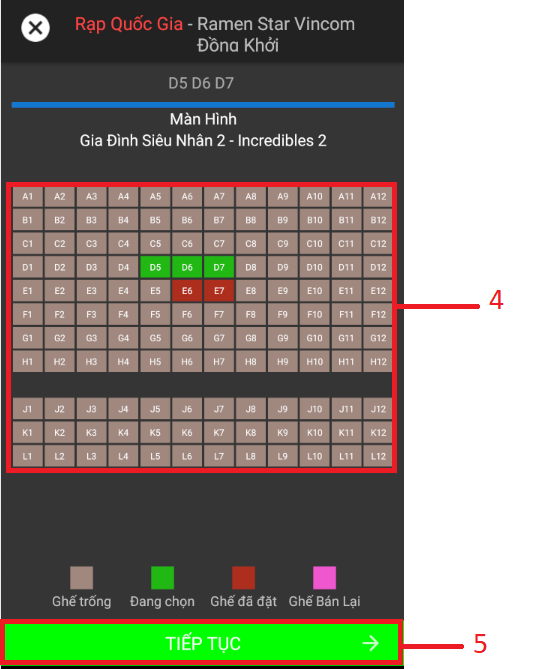 Rạp Quốc Gia - Ramen Star Vincom
Đồng Khởi
D5 D6 D7
Màn Hình
Gia Đình Siêu Nhân 2 - Incredibles 2
A1 A2 A3 A4 A5 A6 A7 A8 A9 A10 A11 A12
B1 B2 B3 B4 B5 B6 B7 B8 B9 B10 B11 B12
C1 C2 C3 C4 C5 C6 C7 C8 C9 C10 C11 C12
D1 D2 D3 D4 D5 D6 D7 D8 D9 D10 D11 D12
E1 E2 E3 E4 E5 E6 E7 E8 E9 E10 E11 E12
4
F1 F2 F3 F4 F5 F6 F7 F8 F9 F10 F11 F12
G1 G2 G3 G4 G5 G6 G7 G8 G9 G10 G11 G12
H1 H2 H3 H4 H5 H6 H7 H8 H9 H10 H11 H12
J1 J2 J3 J4 J5 J6 J7 J8 J9 J10 J11 J12
K1 K2 K3 K4 K5 K6 K7 K8 K9 K10 K11 K12
L1 L2 L3 L4 L5 L6 L7 L8 L9 L10 L11 L12
Ghế trống Đang chọn Ghế đã đặt Ghế Bán Lại
TIẾP TỤC
5